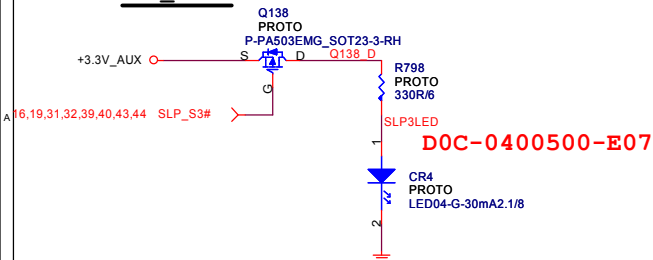 Q138
PROTO
P-PA503EMG_SOT23-3-RH
+3.3V_AUX
S
D
Q138_D
G
R798
PROTO
330R/6
A
16,19,31,32,39,40,43,44 SLP_S3#
SLP3LED
1
D0C-0400500-E07
CR4
PROTO
LED04-G-30mA2.1/8
2